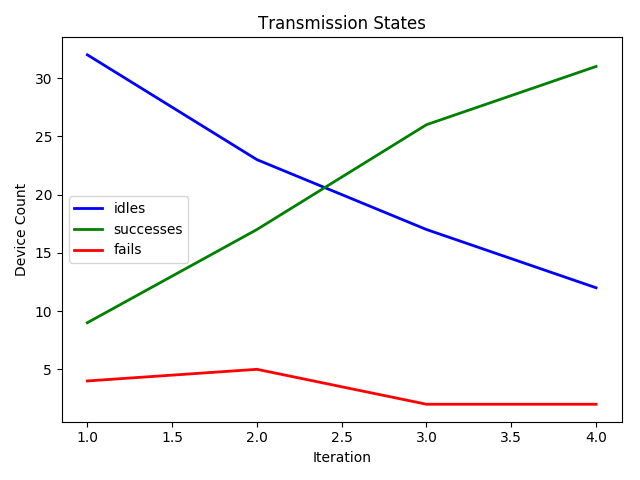 Transmission States
Device Count
30
25
20
15
10
5
idles
successes
fails
1.0 1.5 2.0 2.5 3.0 3.5 4.0
Iteration